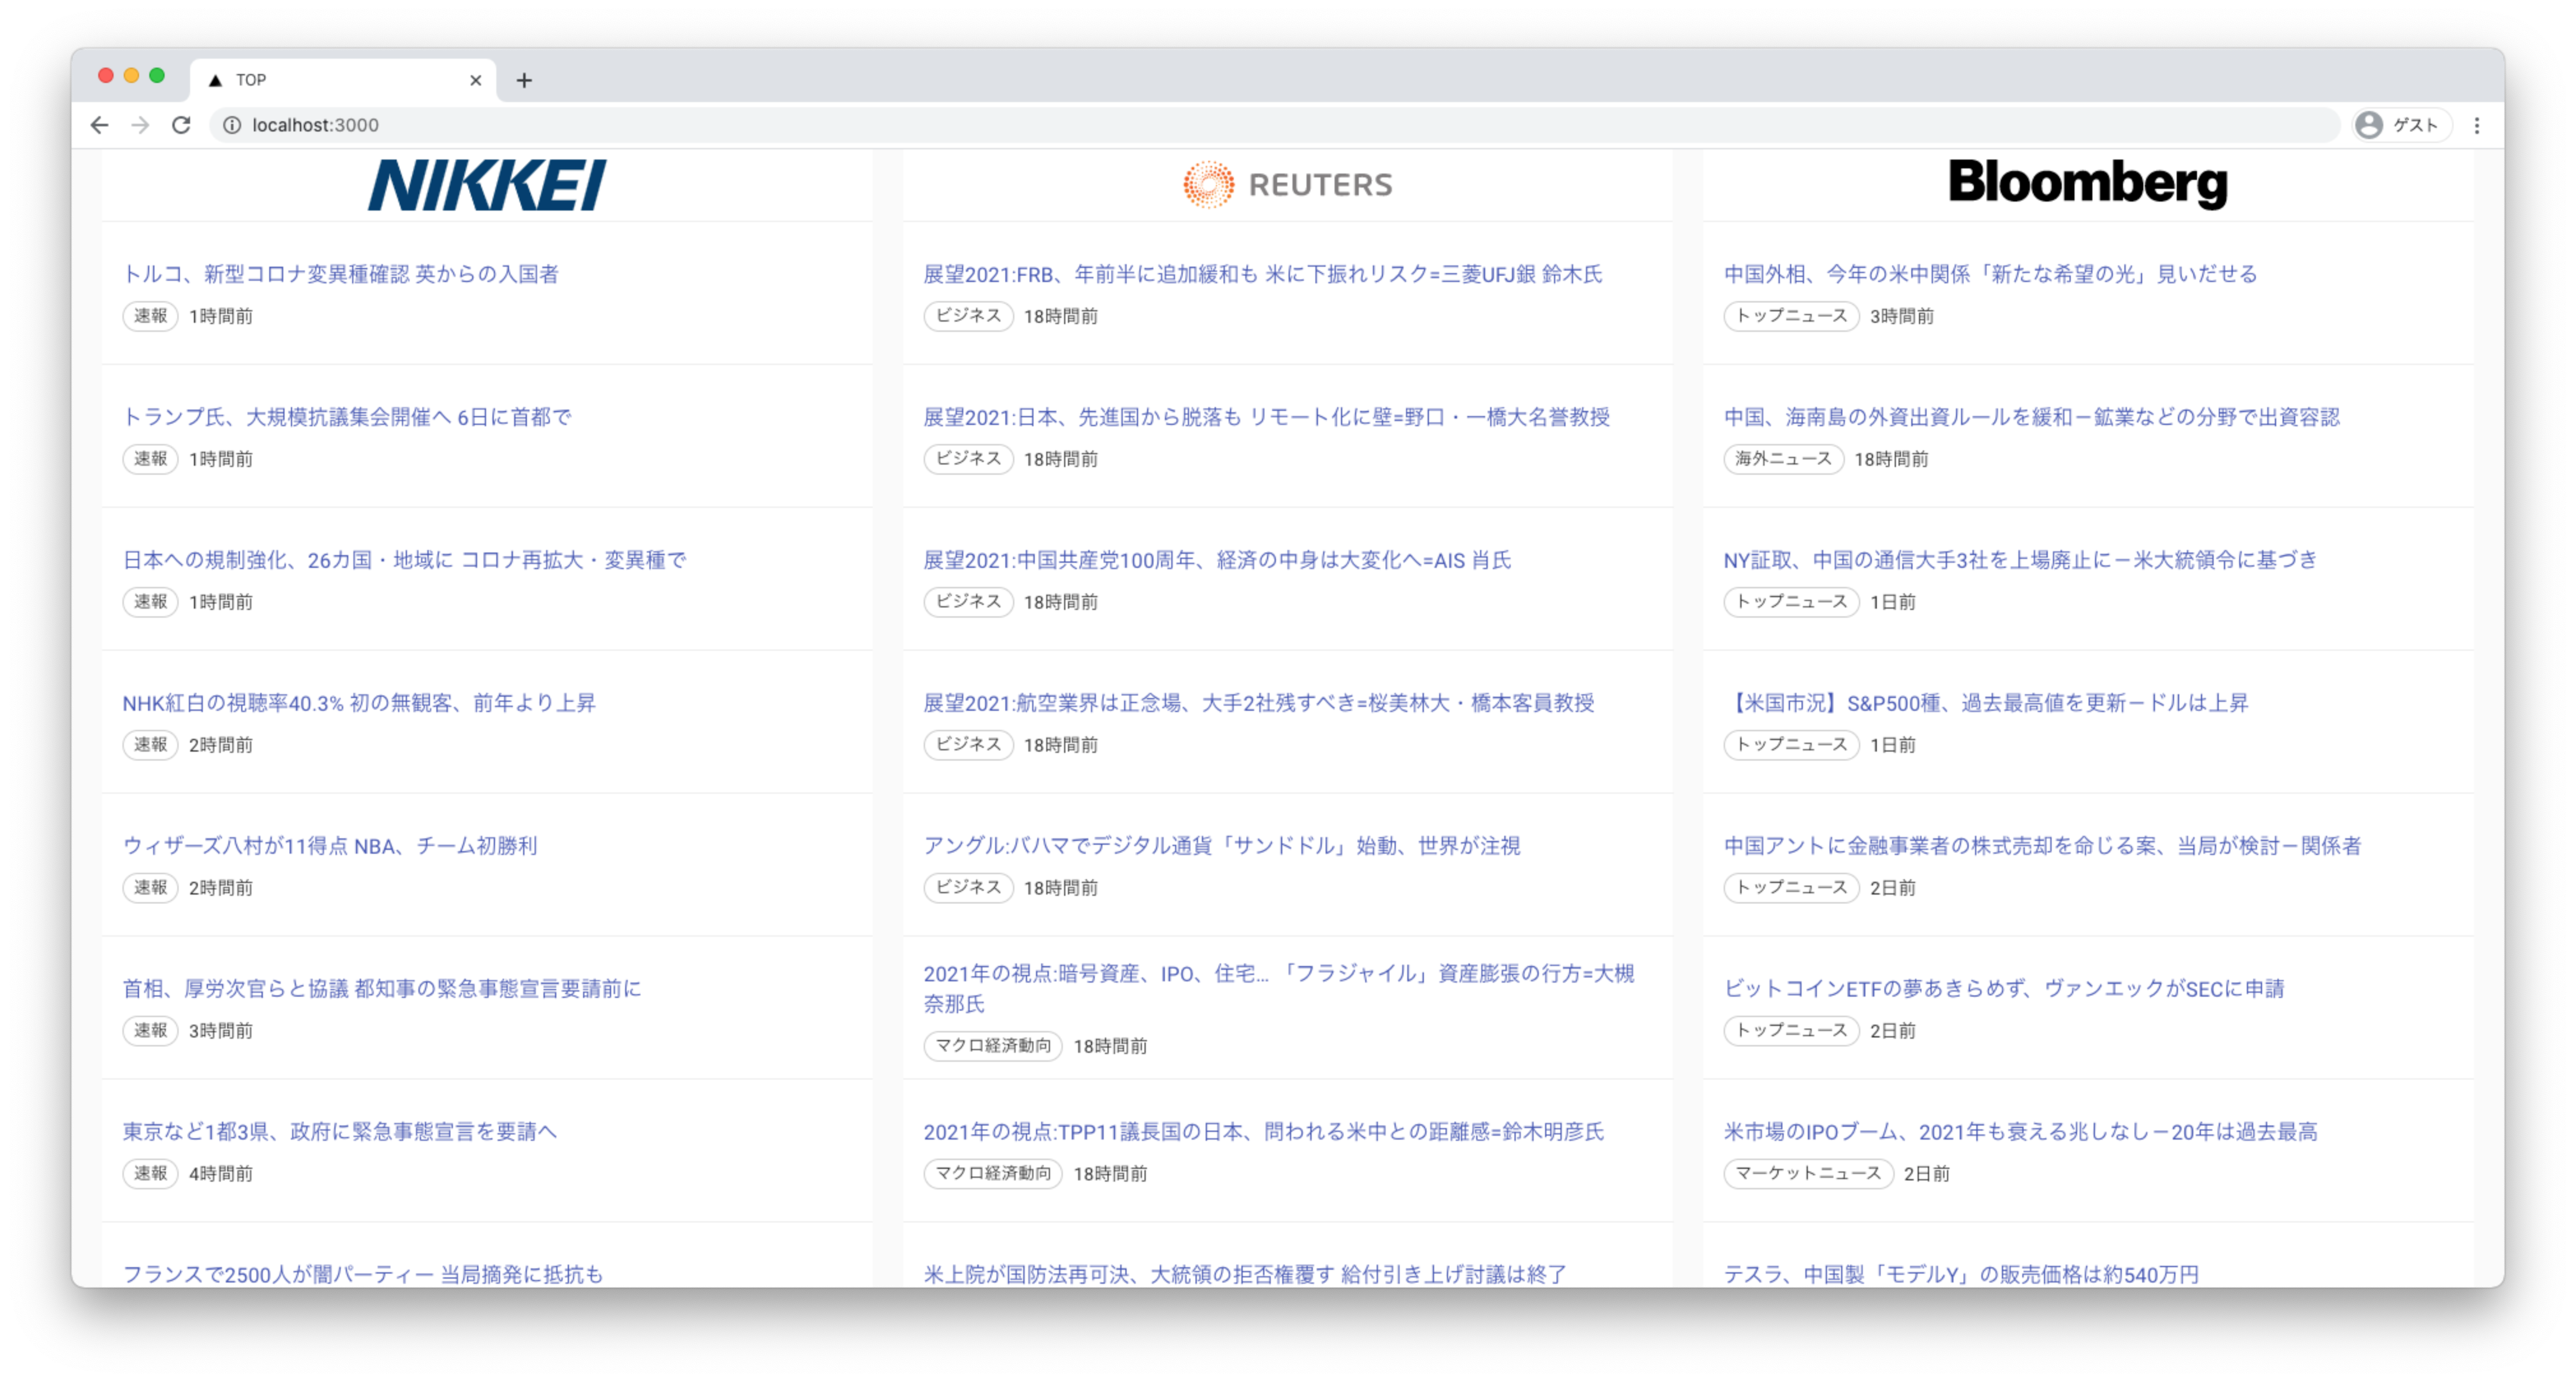 TOP
localhost:3000
ゲスト
NIKKEI
トルコ、新型コロナ変異種確認 英からの入国者
速報 1時間前
トランプ氏、大規模抗議集会開催へ 6日に首都で
速報 1時間前
日本への規制強化、26カ国・地域に コロナ再拡大・変異種で
速報 1時間前
NHK紅白の視聴率40.3% 初の無観客、前年より上昇
速報 2時間前
ウィザーズ八村が11得点 NBA、チーム初勝利
速報 2時間前
首相、厚労次官らと協議 都知事の緊急事態宣言要請前に
速報 3時間前
東京など1都3県、政府に緊急事態宣言を要請へ
速報 4時間前
フランスで2500人が闇パーティー 当局摘発に抵抗も
REUTERS
展望2021:FRB、年前半に追加緩和も 米に下振れリスク=三菱UFJ銀 鈴木氏
ビジネス 18時間前
展望2021:日本、先進国から脱落も リモート化に壁=野口・一橋大名誉教授
ビジネス 18時間前
展望2021:中国共産党100周年、経済の中身は大変化へ=AIS 肖氏
ビジネス 18時間前
展望2021:航空業界は正念場、大手2社残すべき=桜美林大・橋本客員教授
ビジネス 18時間前
アングル:バハマでデジタル通貨「サンドドル」始動、世界が注視
ビジネス 18時間前
2021年の視点:暗号資産、IPO、住宅... 「フラジャイル」資産膨張の行方=大槻
奈那氏
マクロ経済動向 18時間前
2021年の視点:TPP11議長国の日本、問われる米中との距離感=鈴木明彦氏
マクロ経済動向 18時間前
米上院が国防法再可決、大統領の拒否権覆す 給付引き上げ討議は終了
Bloomberg
中国外相、今年の米中関係「新たな希望の光」見いだせる
トップニュース 3時間前
中国、海南島の外資出資ルールを緩和－鉱業などの分野で出資容認
海外ニュース 18時間前
NY証取、中国の通信大手3社を上場廃止に－米大統領令に基づき
トップニュース 1日前
【米国市況】S&P500種、過去最高値を更新－ドルは上昇
トップニュース 1日前
中国アントに金融事業者の株式売却を命じる案、当局が検討－関係者
トップニュース 2日前
ビットコインETFの夢あきらめず、ヴァンエックがSECに申請
トップニュース 2日前
米市場のIPOブーム、2021年も衰える兆しなし－20年は過去最高
マーケットニュース 2日前
テスラ、中国製「モデルY」の販売価格は約540万円